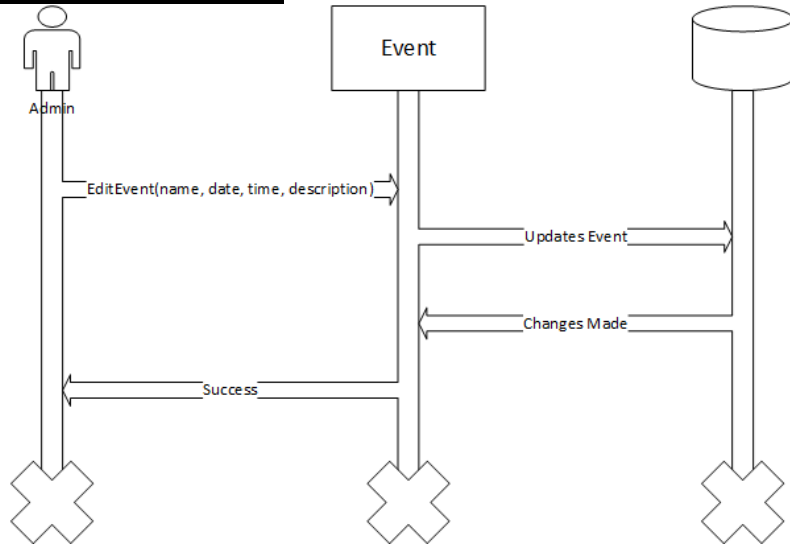 Event
Admin
EditEvent(name, date, time, description)
Updates Event
Changes Made
Success